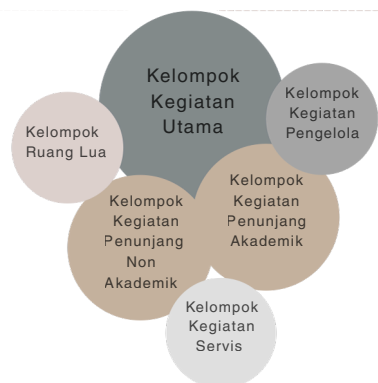 Kelompok
Kegiatan
Utama
Kelompok
Kegiatan
Pengelola
Kelompok
Ruang Lua
Kelompok
Kegiatan
Penunjang
Akademik
Kelompok
Kegiatan
Penunjang
Non
Akademik
Kelompok
Kegiatan
Servis